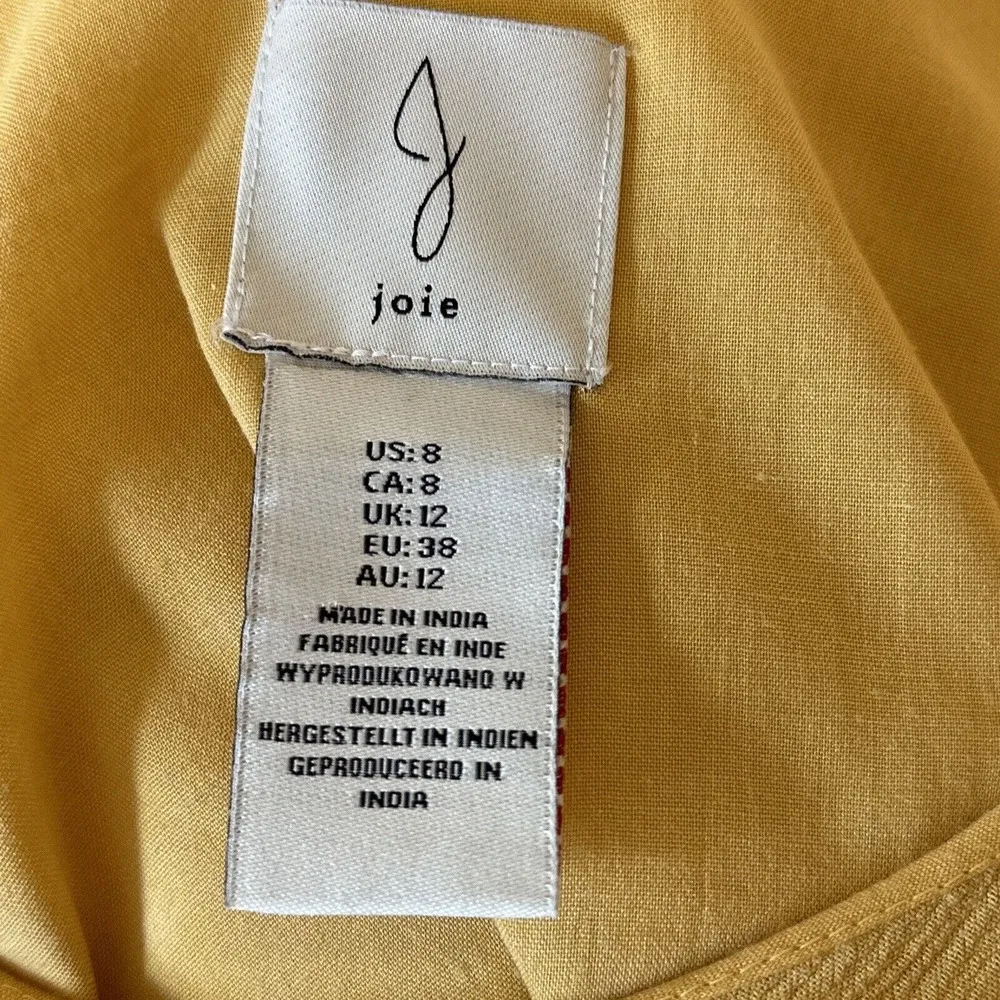 J
joie
US: 8
CA: 8
UK: 12
EU: 38
AU: 12
MADE IN INDIA
FABRIQUÉ EN INDE
WYPRODUKOWANO W
INDIACH
HERGESTELLT IN INDIEN
GEPRODUCEERD IN
INDIA